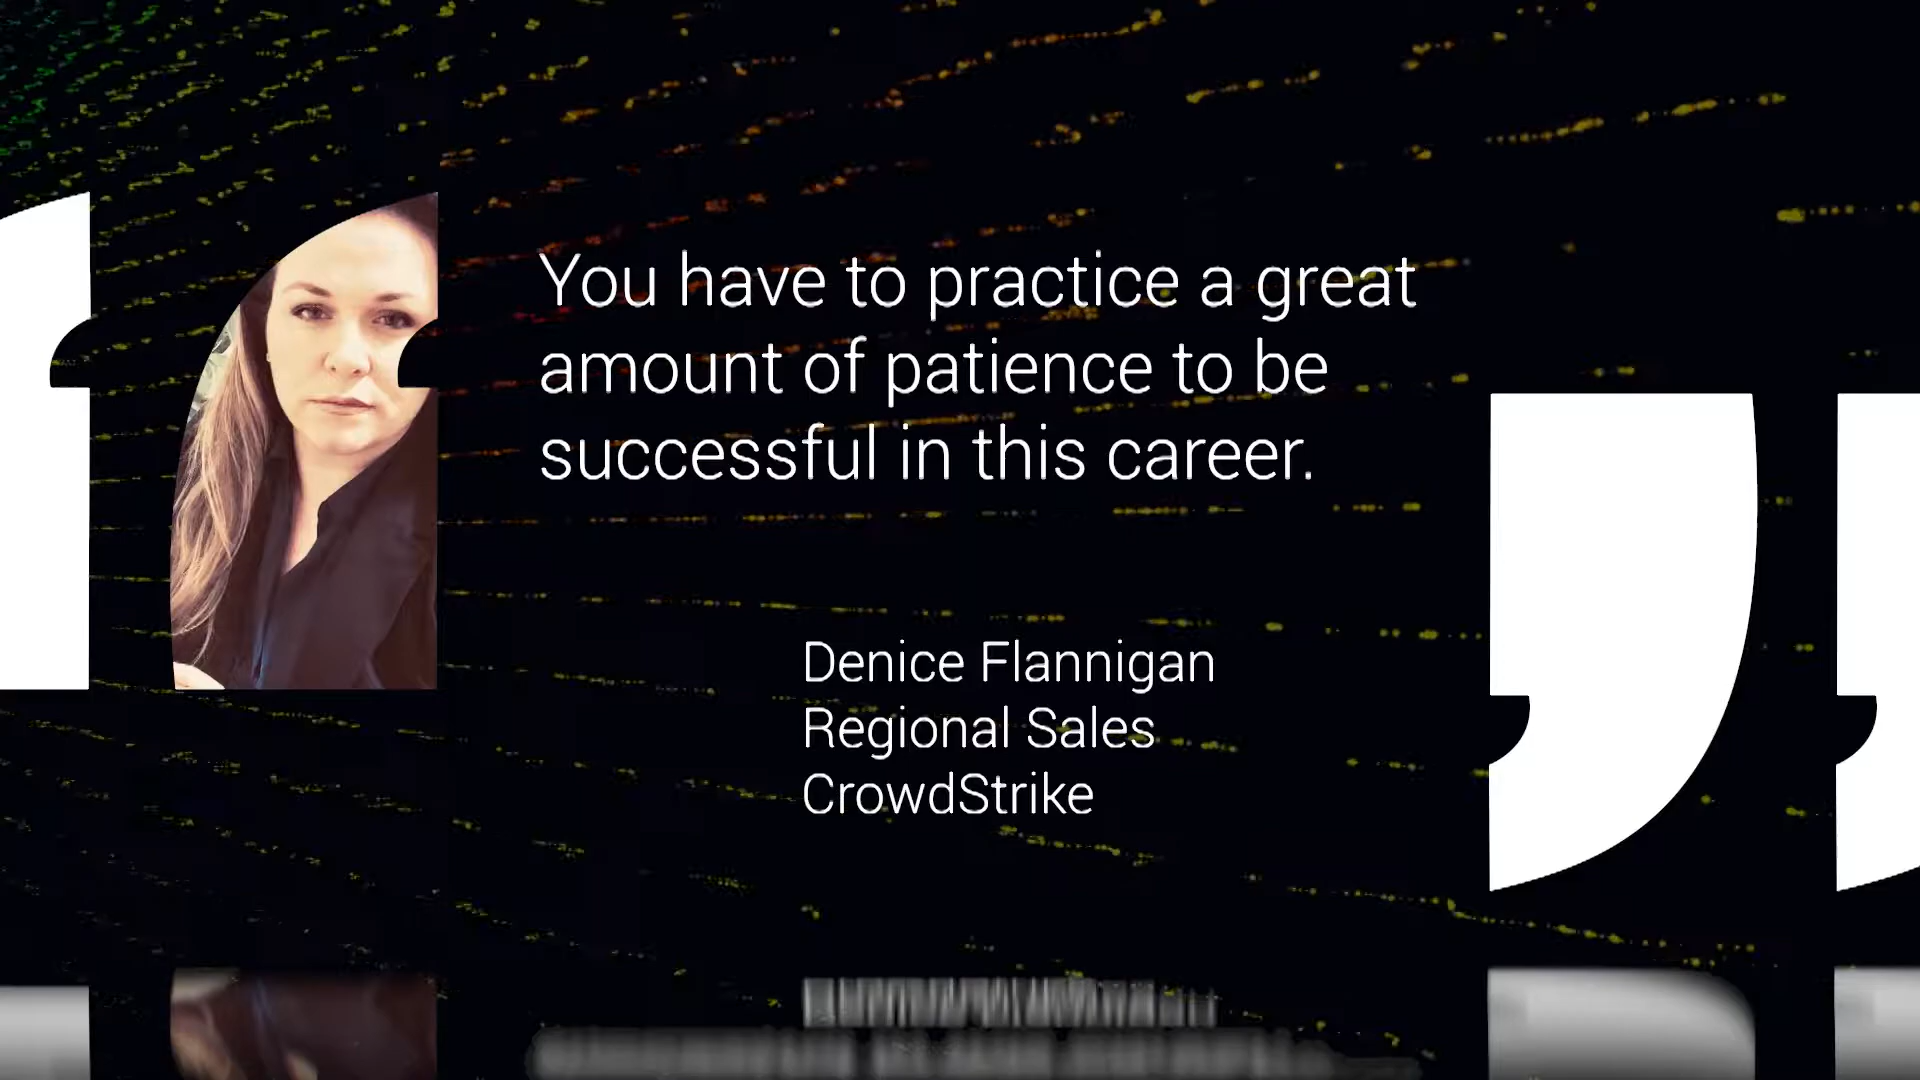 You have to practice a great
amount of patience to be
successful in this career.
Denice Flannigan
Regional Sales
CrowdStrike